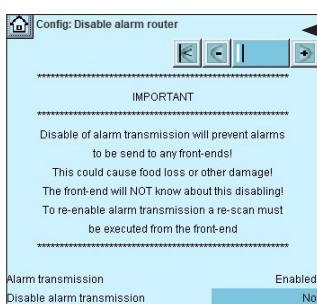 Config: Disable alarm router
**************************************************************
IMPORTANT
**************************************************************
Disable of alarm transmission will prevent alarms
to be send to any front-ends!
This could cause food loss or other damage!
The front-end will NOT know about this disabling!
To re-enable alarm transmission a re-scan must
be executed from the front-end
**************************************************************
Alarm transmission Enabled
Disable alarm transmission No